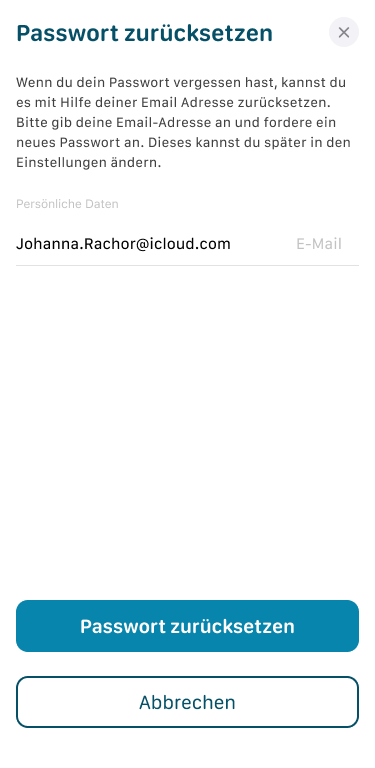 Passwort zurücksetzen
Wenn du dein Passwort vergessen hast, kannst du
es mit Hilfe deiner Email Adresse zurücksetzen.
Bitte gib deine Email-Adresse an und fordere ein
neues Passwort an. Dieses kannst du später in den
Einstellungen ändern.
Persönliche Daten
Johanna.Rachor@icloud.com E-Mail
Passwort zurücksetzen
Abbrechen